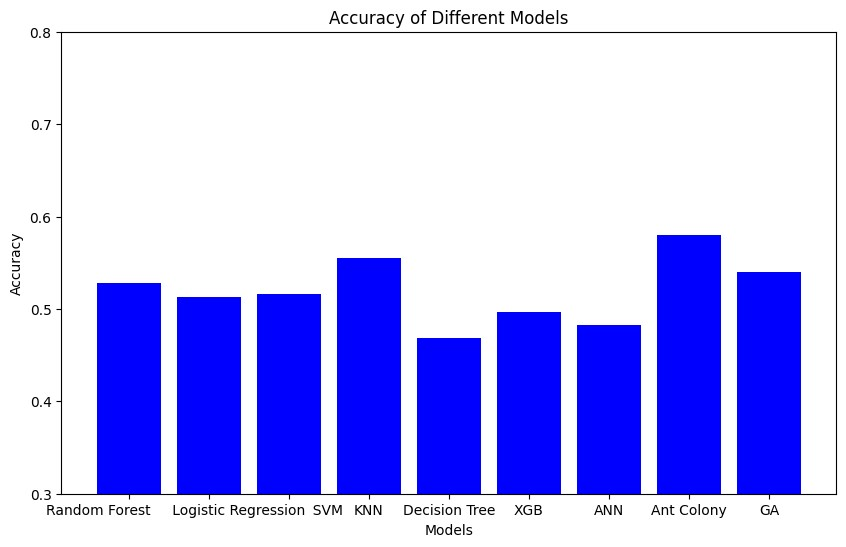 Accuracy of Different Models
0.8
0.7
0.6
0.5
0.4
0.3
Accuracy
Random Forest Logistic Regression SVM KNN Decision Tree XGB ANN Ant Colony GA
Models